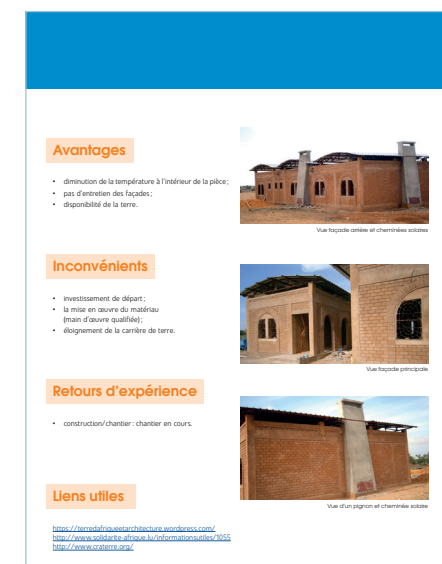 Avantages
• diminution de la température à l'intérieur de la pièce;
• pas d'entretien des façades;
• disponibilité de la terre.
Vue façade arrière et cheminées solaires
Inconvénients
• investissement de départ;
• la mise en œuvre du matériau
(main d'œuvre qualifiée);
• éloignement de la carrière de terre.
Vue façade principale
Retours d'expérience
• construction/chantier: chantier en cours.
Vue d'un pignon et cheminée solaire
Liens utiles
https://terredafriqueetarchitecture.wordpress.com/
http://www.solidarite-afrique.lu/informationsutiles/1055
http://www.craterre.org/